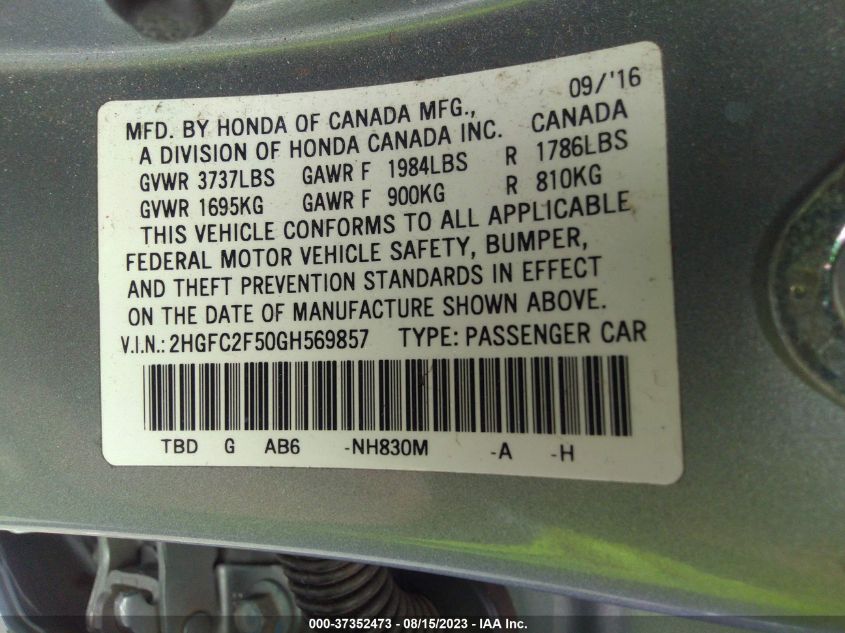 09/'16
MFD. BY HONDA OF CANADA MFG., CANADA
A DIVISION OF HONDA CANADA INC.
GVWR 3737LBS GAWR F 1984LBS R 1786LBS
GVWR 1695KG GAWR F 900KG R 810KG
THIS VEHICLE CONFORMS TO ALL APPLICABLE
FEDERAL MOTOR VEHICLE SAFETY, BUMPER,
AND THEFT PREVENTION STANDARDS IN EFFECT
ON THE DATE OF MANUFACTURE SHOWN ABOVE.
V.I.N.: 2HGFC2F50GH569857 TYPE: PASSENGER CAR
TBD G AB6 -NH830M -A -H
000-37352473 - 08/15/2023 - IAA Inc.